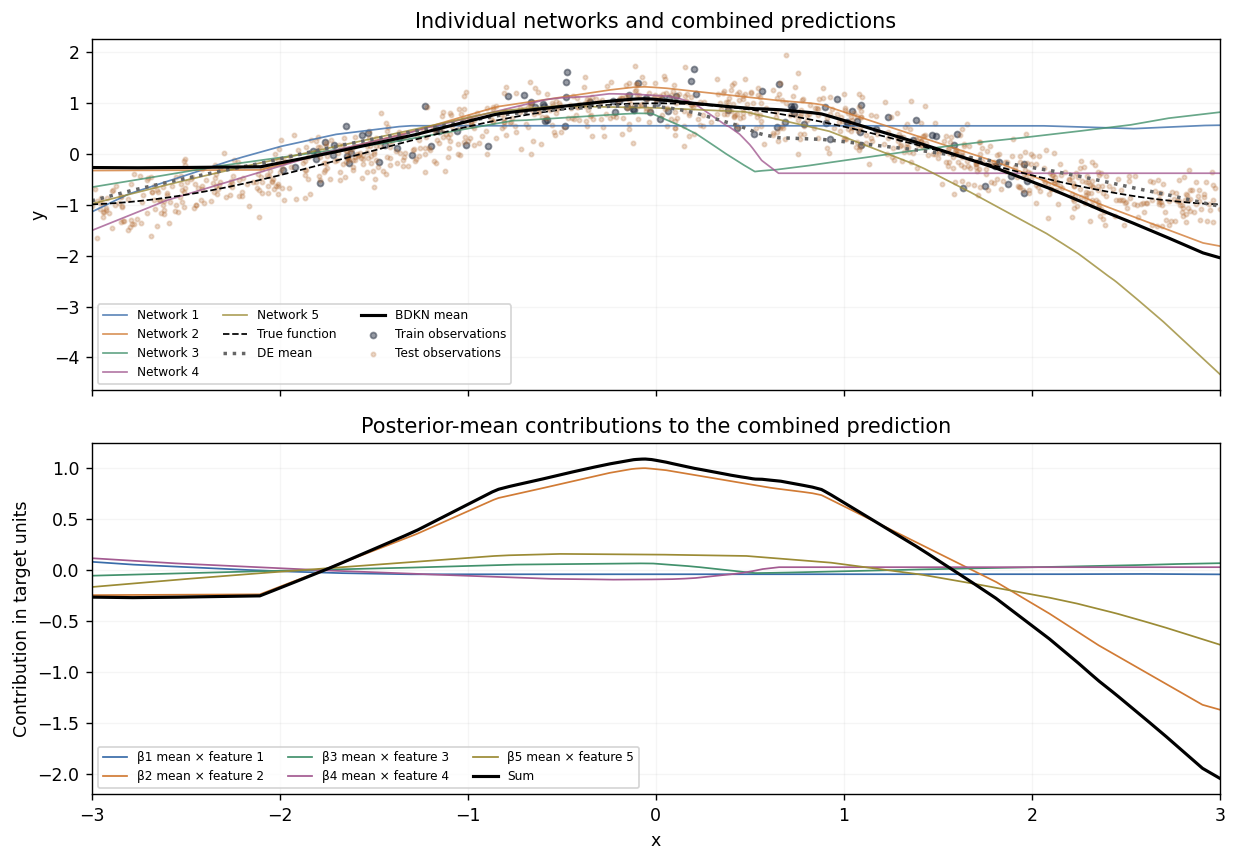 Individual networks and combined predictions
2
1
0
−1
−2
−3
−4
y
Network 1
Network 2
Network 3
Network 4
Network 5
True function
DE mean
BDKN mean
Train observations
Test observations
Posterior-mean contributions to the combined prediction
1.0
0.5
0.0
−0.5
−1.0
−1.5
−2.0
Contribution in target units
β1 mean × feature 1
β2 mean × feature 2
β3 mean × feature 3
β4 mean × feature 4
β5 mean × feature 5
Sum
−3 −2 −1 0 1 2 3
x